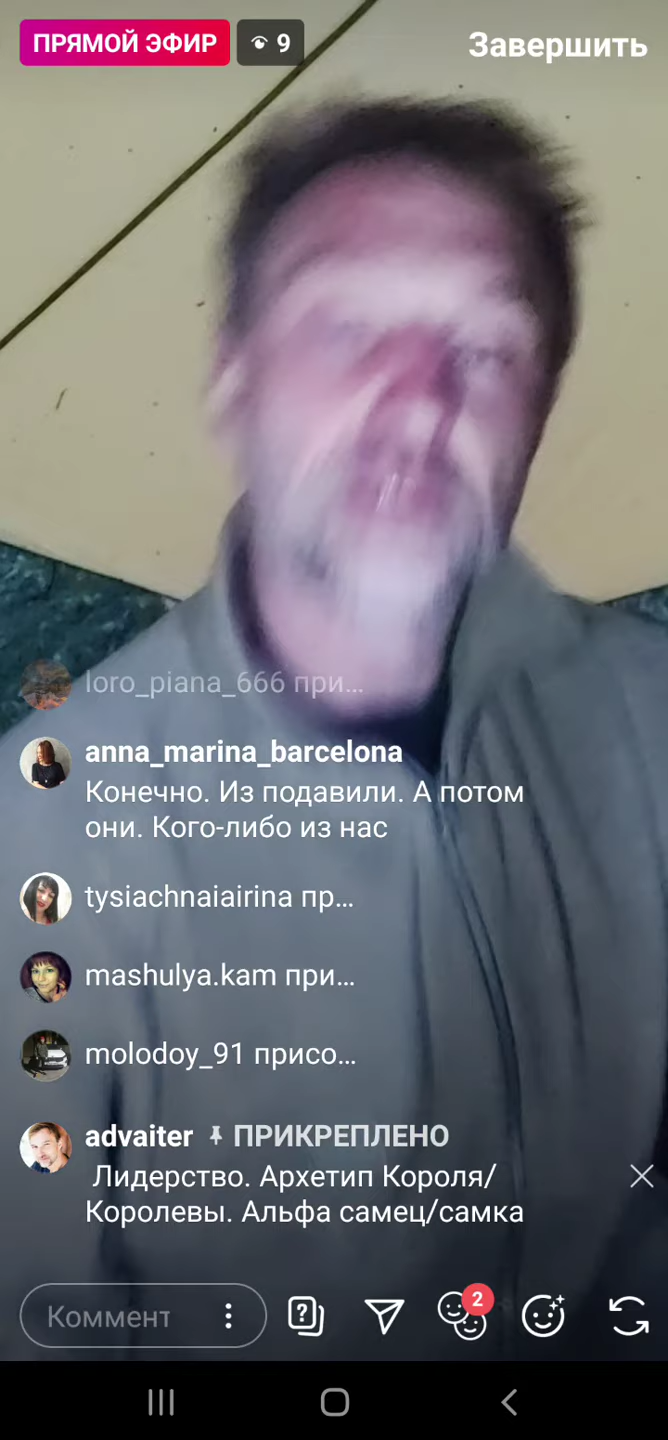 ПРЯМОЙ ЭФИР 9 Завершить
loro_piana_666 при...
anna_marina_barcelona
Конечно. Из подавили. А потом
они. Кого-либо из нас
tysiachnaiairina пр...
mashulya.kam при...
molodoy_91 присо...
advaiter ПРИКРЕПЛЕНО
Лидерство. Архетип Короля/
Королевы. Альфа самец/самка
Коммент
2